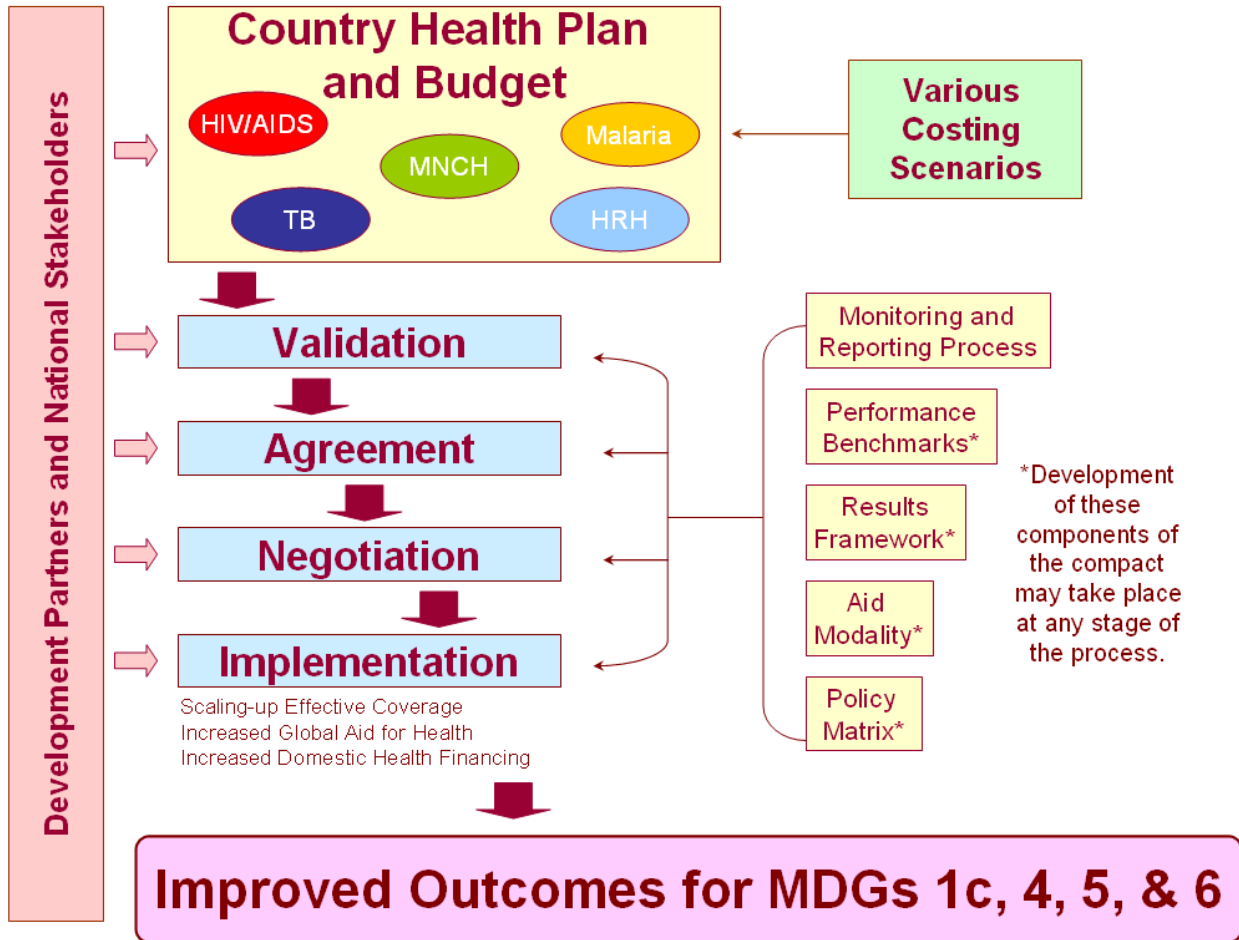 Development Partners and National Stakeholders
Country Health Plan
and Budget
HIV/AIDS
MNCH
Malaria
TB
HRH
Various
Costing
Scenarios
Validation
Agreement
Negotiation
Implementation
Scaling-up Effective Coverage
Increased Global Aid for Health
Increased Domestic Health Financing
Monitoring and
Reporting Process
Performance
Benchmarks*
Results
Framework*
Aid
Modality*
Policy
Matrix*
*Development
of these
components of
the compact
may take place
at any stage of
the process.
Improved Outcomes for MDGs 1c, 4, 5, & 6